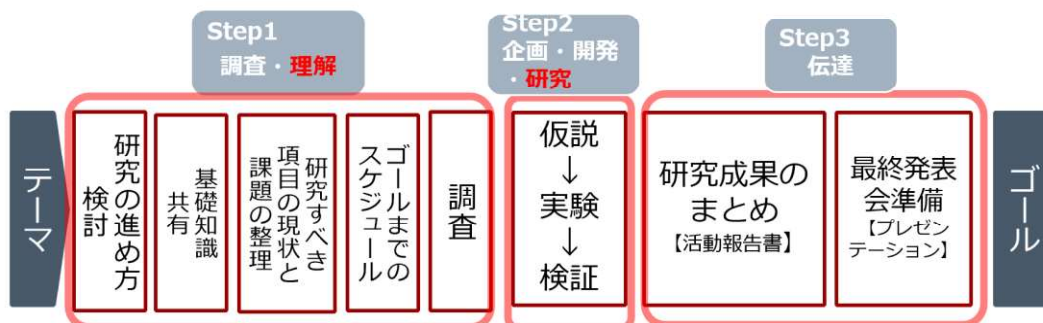 Step1
調査・理解
Step2
企画・開発
・研究
Step3
伝達
テーマ
研究の進め方
検討
基礎知識
共有
研究すべき
項目の現状と
課題の整理
ゴールまでの
スケジュール
調査
仮説
↓
実験
↓
検証
研究成果の
まとめ
【活動報告書】
最終発表
会準備
【プレゼン
テーション】
ゴール